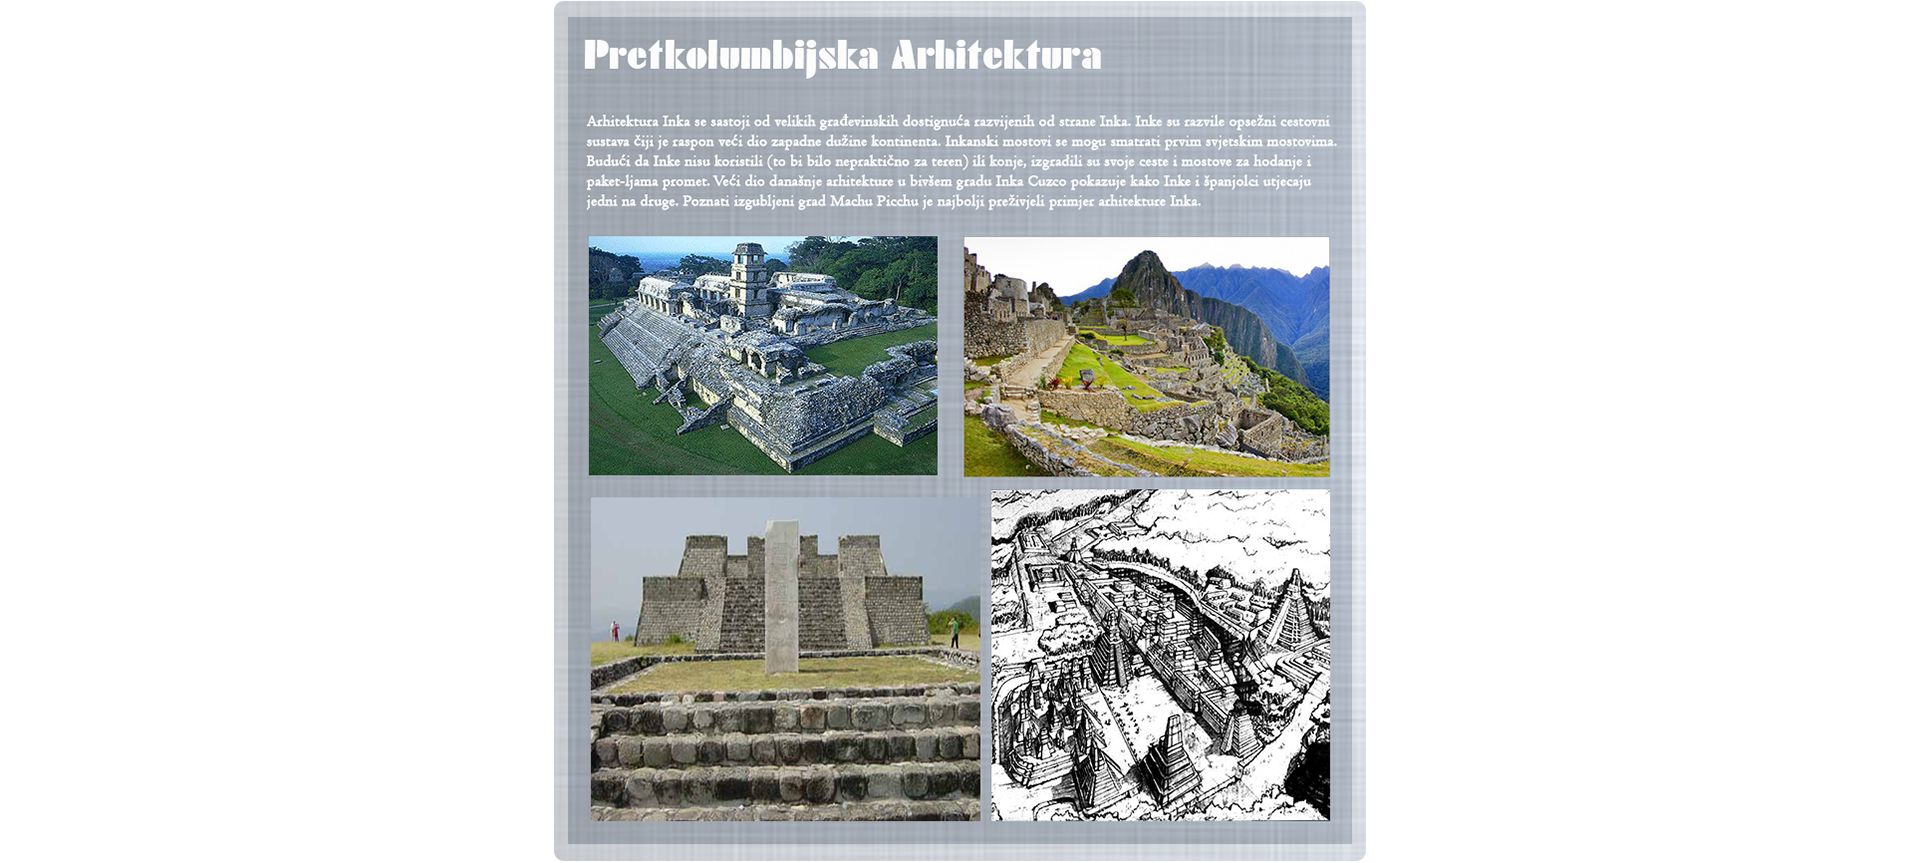 Pretkolumbijska Arhitektura
Arhitektura Inka se sastoji od velikih građevinskih dostignuća razvijenih od strane Inka. Inke su razvile opsežni cestovni
sustava čiji je raspon veći dio zapadne dužine kontinenta. Inkanski mostovi se mogu smatrati prvim svjetskim mostovima.
Budući da Inke nisu koristili (to bi bilo nepraktično za teren) ili konje, izgradili su svoje ceste i mostove za hodanje i
paket-ljama promet. Veći dio današnje arhitekture u bivšem gradu Inka Cuzco pokazuje kako Inke i španjolci utjecaju
jedni na druge. Poznati izgubljeni grad Machu Picchu je najbolji preživjeli primjer arhitekture Inka.